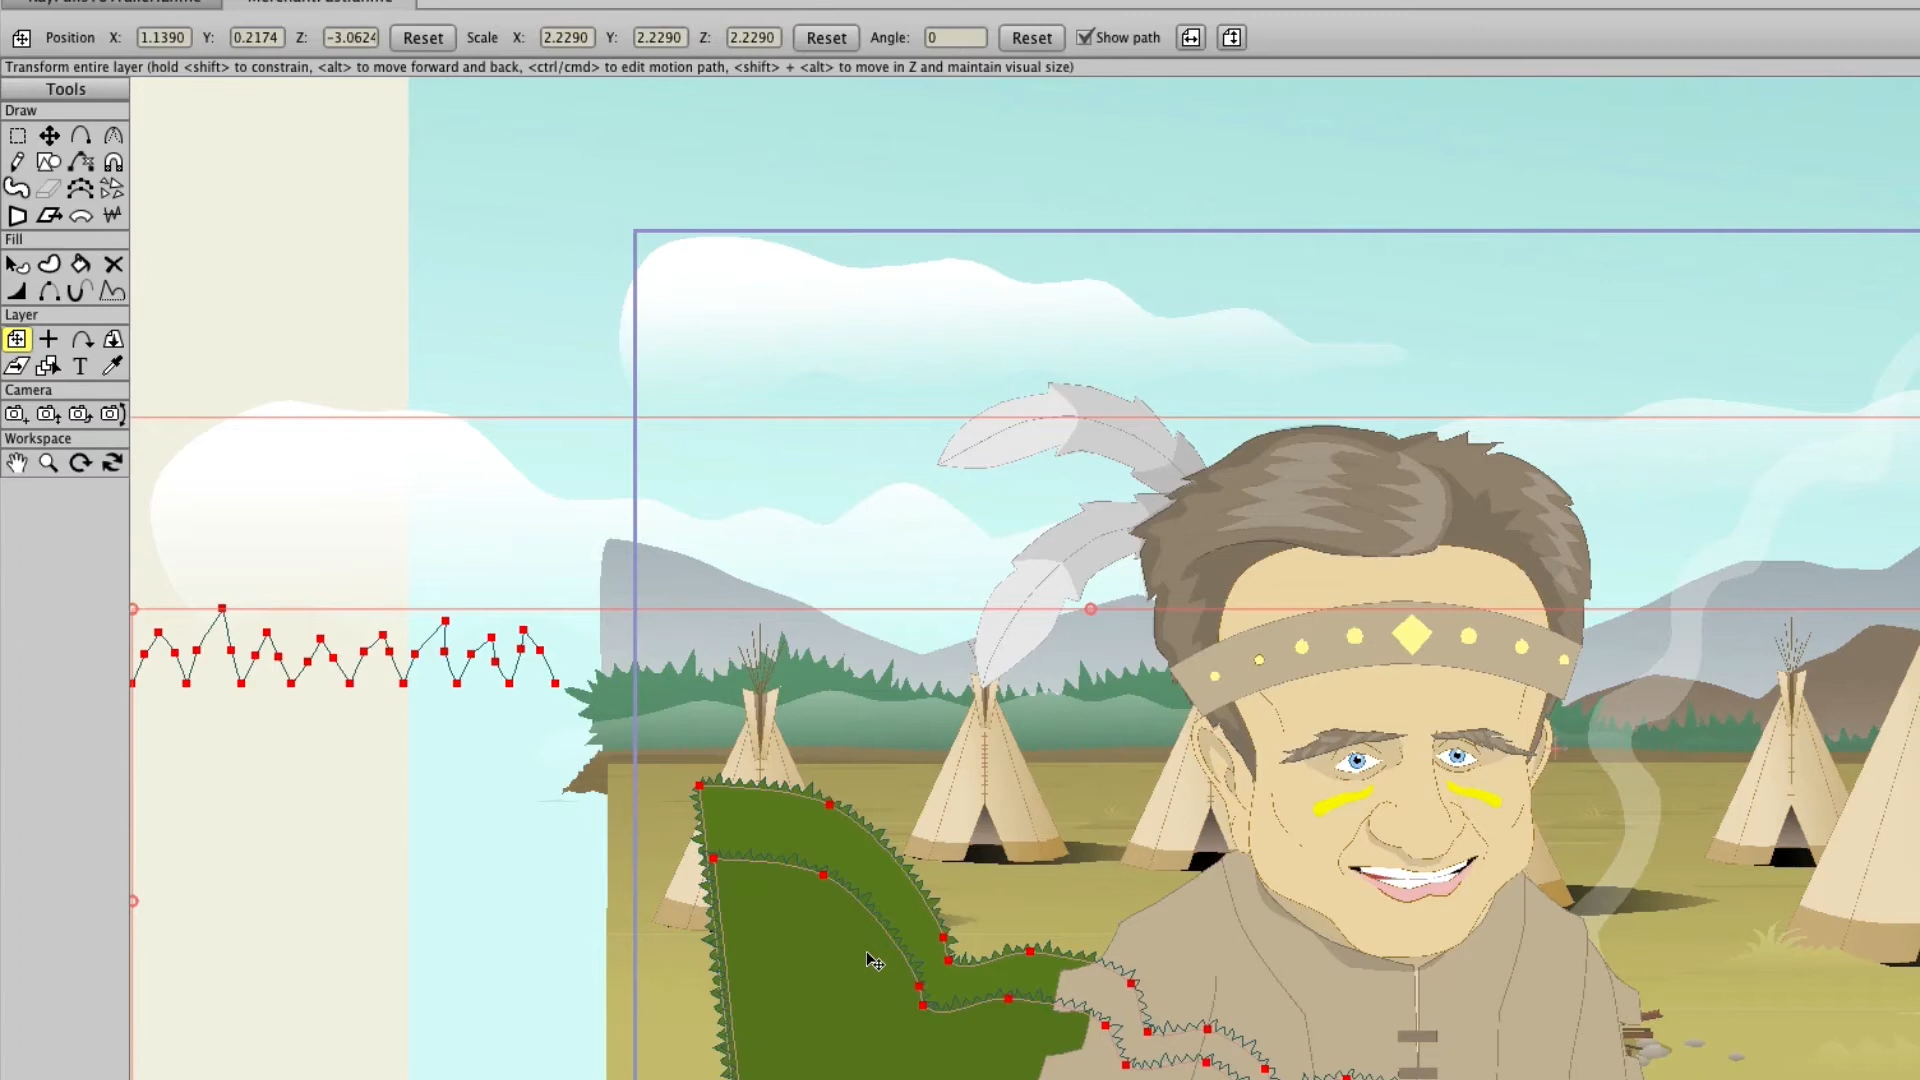 Position X: 1.1390 Y: 0.2174 Z: -3.0624 Reset Scale X: 2.2290 Y: 2.2290 Z: 2.2290 Reset Angle: 0 Reset Show path
Transform entire layer (hold <shift> to constrain, <alt> to move forward and back, <ctrl/cmd> to edit motion path, <shift> + <alt> to move in Z and maintain visual size)
Tools
Draw
Fill
Layer
T
Camera
Workspace